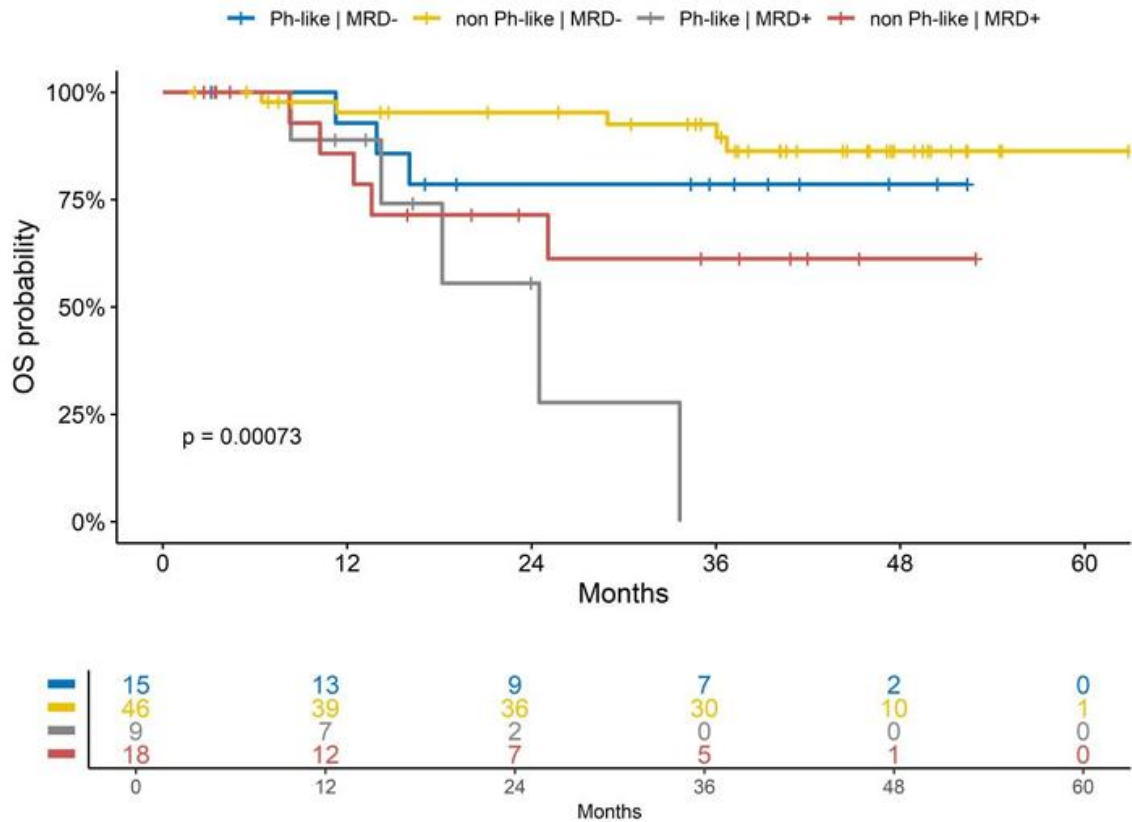 Ph-like | MRD- non Ph-like | MRD- Ph-like | MRD+ non Ph-like | MRD+
100%
75%
50%
25%
0%
OS probability
p = 0.00073
0 12 24 36 48 60
Months
15 13 9 7 2 0
46 39 36 30 10 1
9 7 2 0 0 0
18 12 7 5 1 0
0 12 24 36 48 60
Months